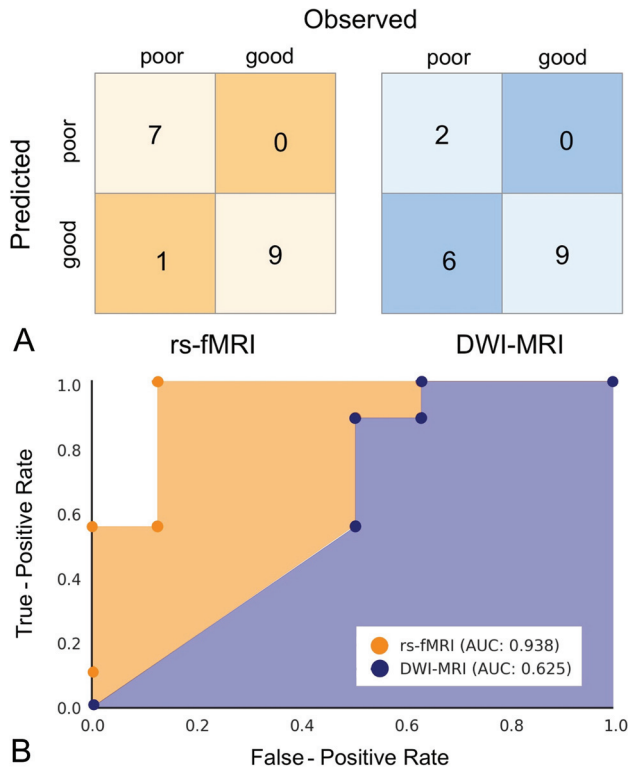 Observed
poor good poor good
Predicted
poor
good
7 0
1 9
2 0
6 9
A
rs-fMRI DWI-MRI
True - Positive Rate
1.0
0.8
0.6
0.4
0.2
0.0
rs-fMRI (AUC: 0.938)
DWI-MRI (AUC: 0.625)
0.0 0.2 0.4 0.6 0.8 1.0
B
False - Positive Rate